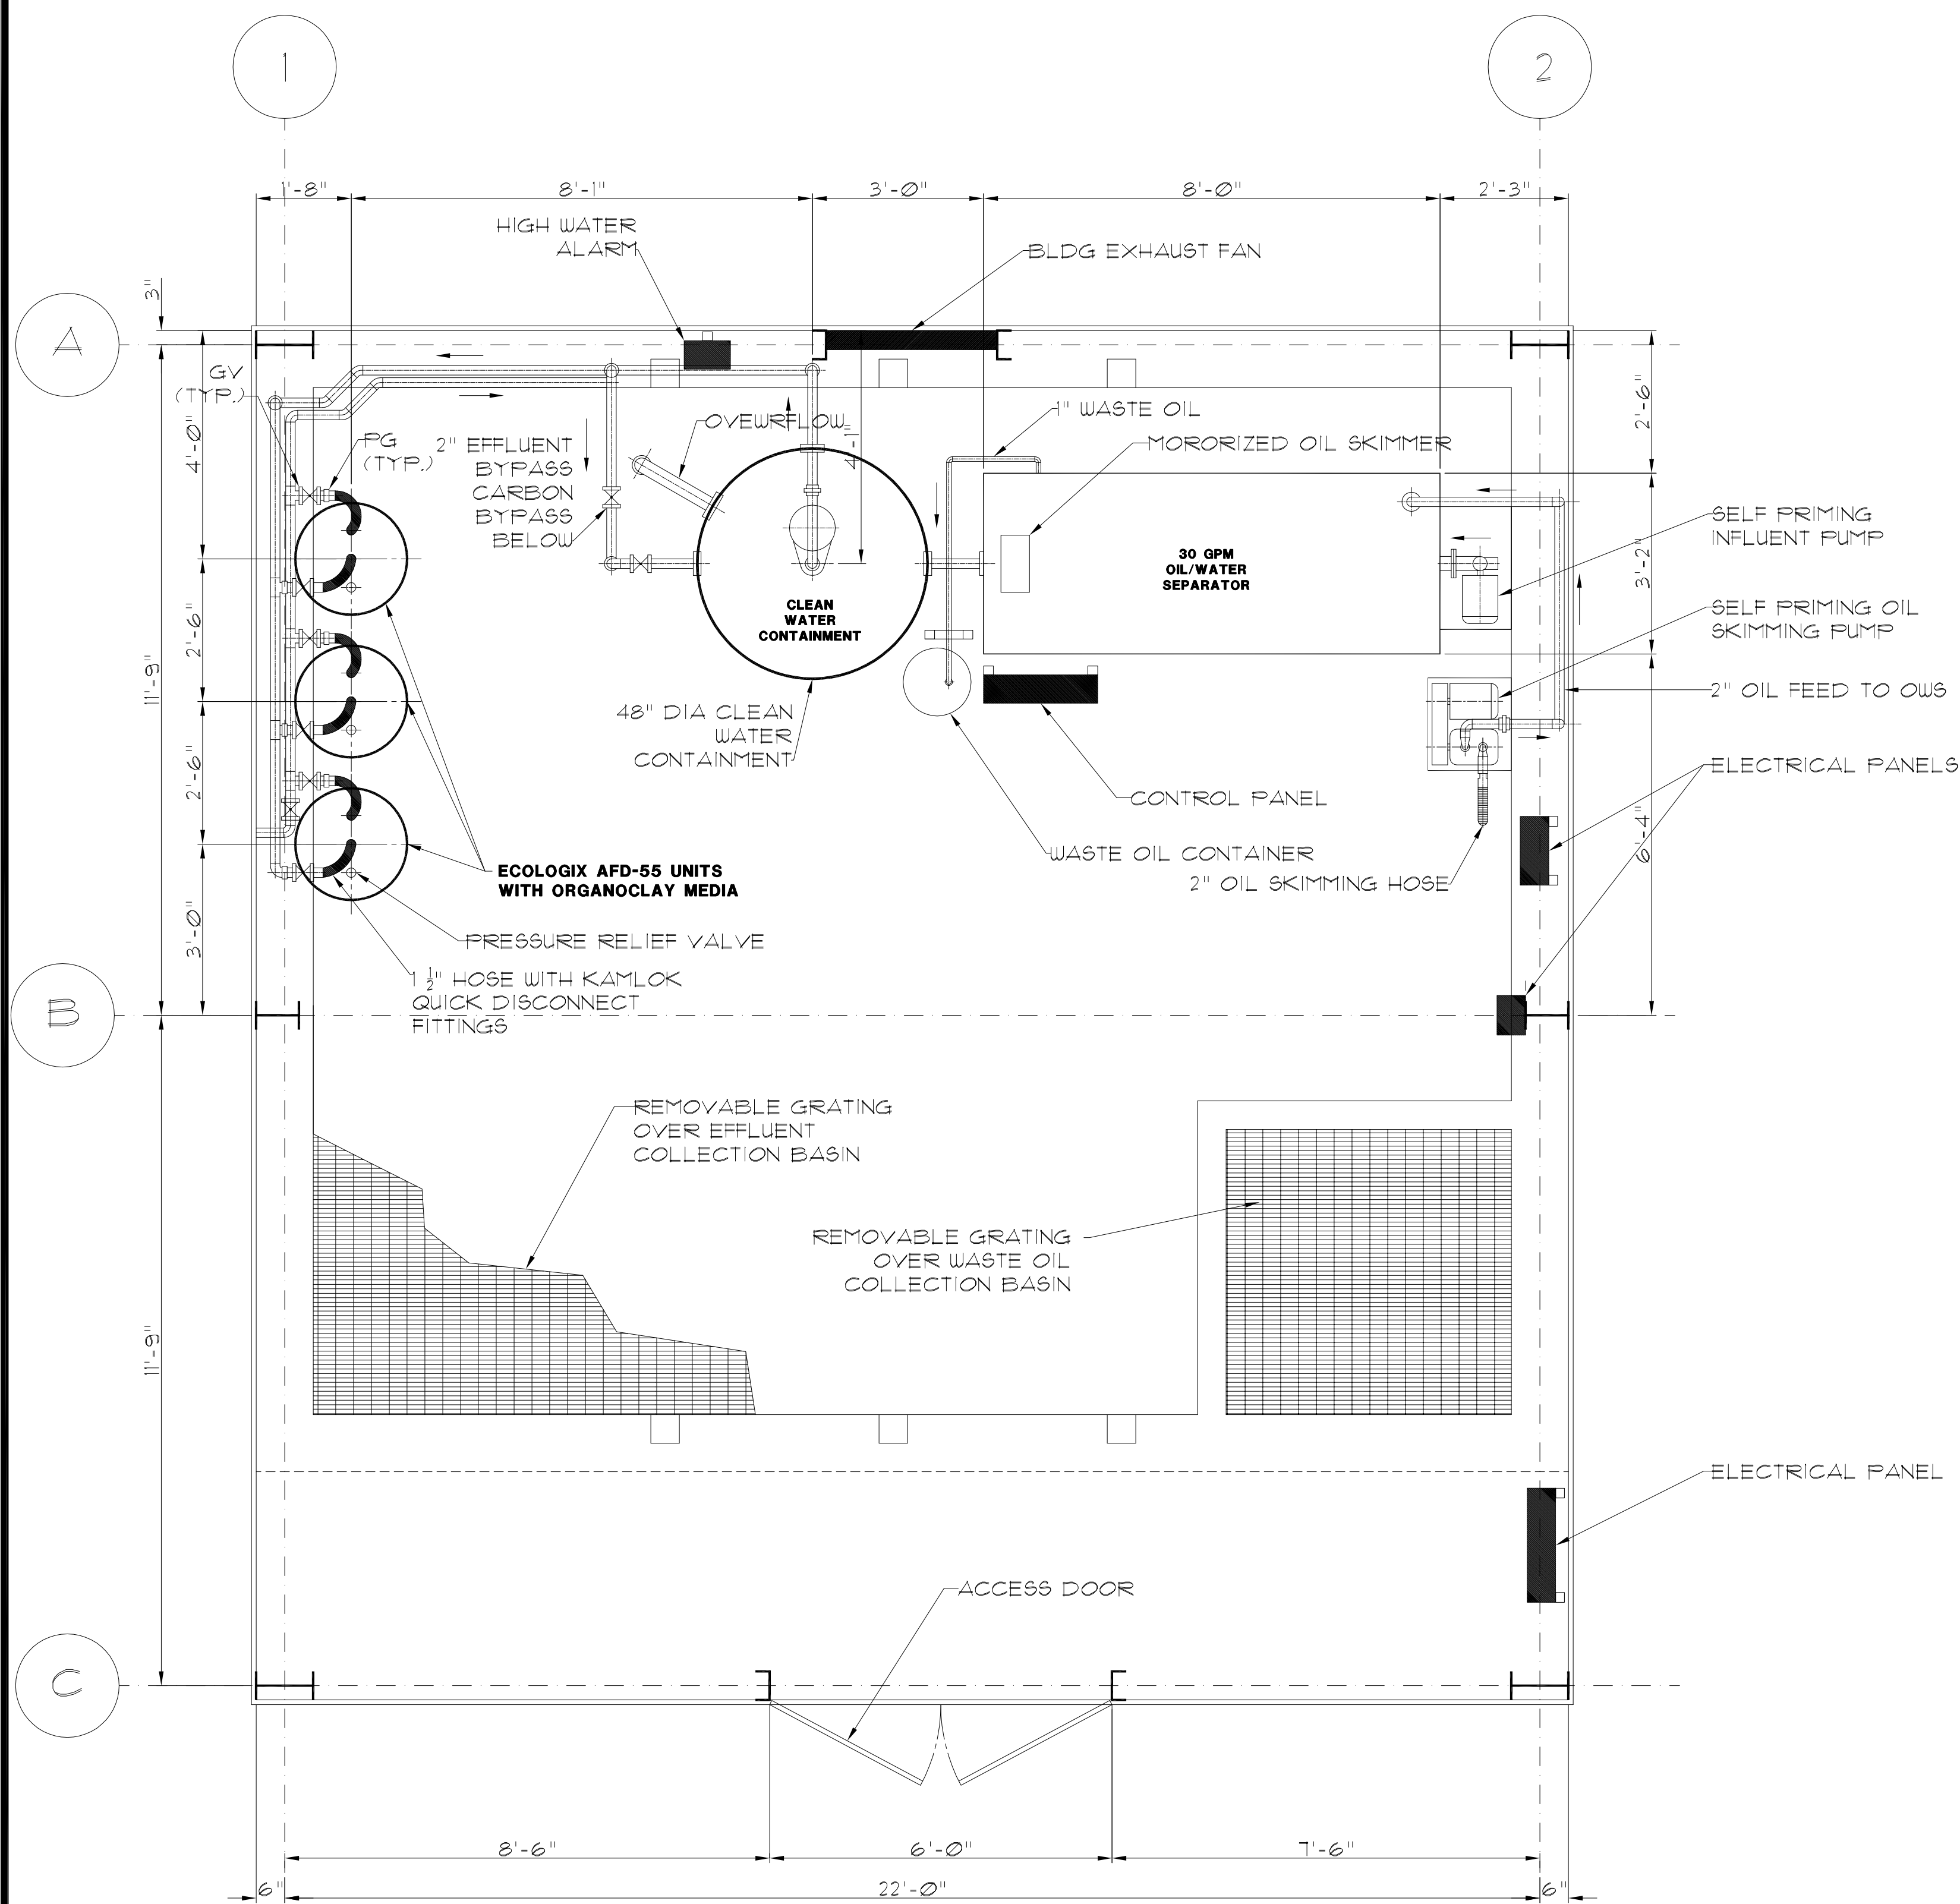 1
2
1'-8"
8'-1"
3'-0"
8'-0"
2'-3"
HIGH WATER
ALARM
BLDG EXHAUST FAN
3"
A
GV
(TYP.)
PG
(TYP.)
2" EFFLUENT
BYPASS
CARBON
BYPASS
BELOW
OVEWRFLOW
4'-1"
1" WASTE OIL
MORORIZED OIL SKIMMER
2'-6"
4'-0"
SELF PRIMING
INFLUENT PUMP
30 GPM
OIL/WATER
SEPARATOR
3'-2"
CLEAN
WATER
CONTAINMENT
SELF PRIMING OIL
SKIMMING PUMP
2'-6"
11'-9"
2" OIL FEED TO OWS
48" DIA CLEAN
WATER
CONTAINMENT
2'-6"
ELECTRICAL PANELS
CONTROL PANEL
6'-4"
WASTE OIL CONTAINER
2" OIL SKIMMING HOSE
ECOLOGIX AFD-55 UNITS
WITH ORGANOCLAY MEDIA
3'-0"
PRESSURE RELIEF VALVE
1 1/2" HOSE WITH KAMLOK
QUICK DISCONNECT
FITTINGS
B
REMOVABLE GRATING
OVER EFFLUENT
COLLECTION BASIN
REMOVABLE GRATING
OVER WASTE OIL
COLLECTION BASIN
11'-9"
ELECTRICAL PANEL
ACCESS DOOR
C
8'-6"
6'-0"
7'-6"
6"
22'-0"
6"